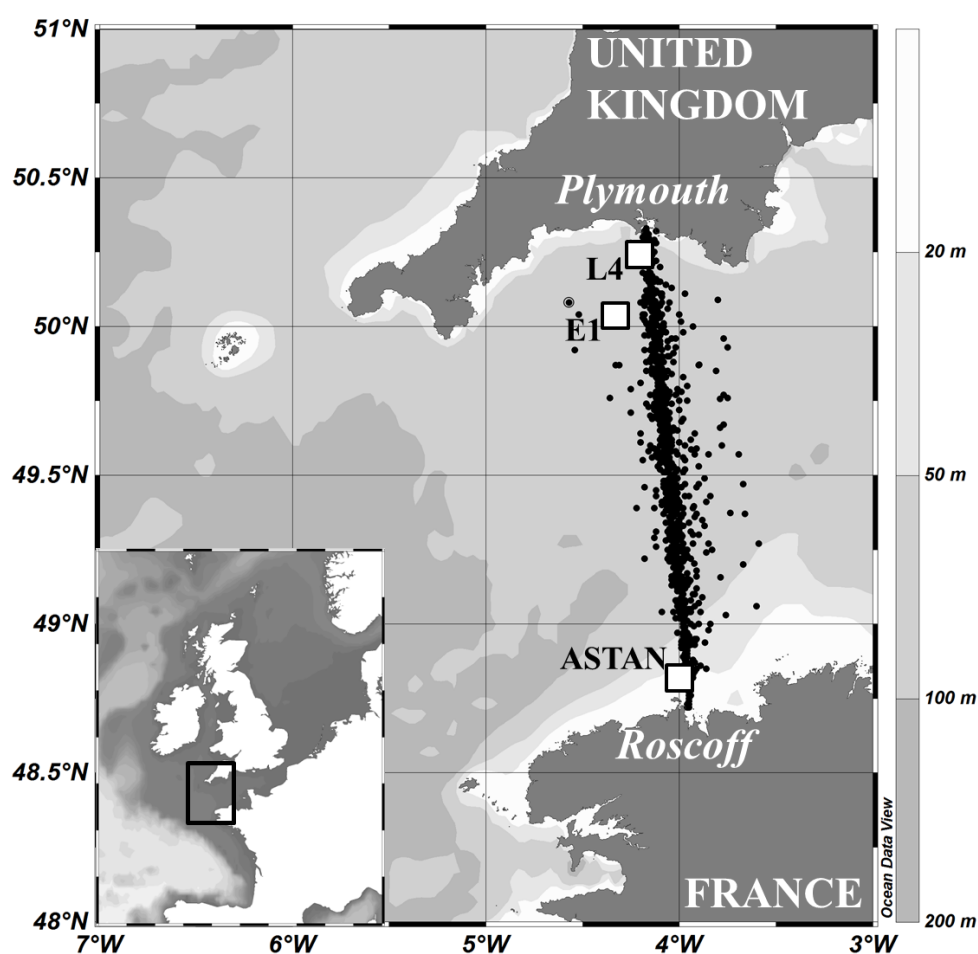 51°N
UNITED
KINGDOM
50.5°N
Plymouth
L4
20 m
50°N
E1
49.5°N
50 m
49°N
ASTAN
100 m
Roscoff
48.5°N
Ocean Data View
FRANCE
48°N
200 m
7°W
6°W
5°W
4°W
3°W